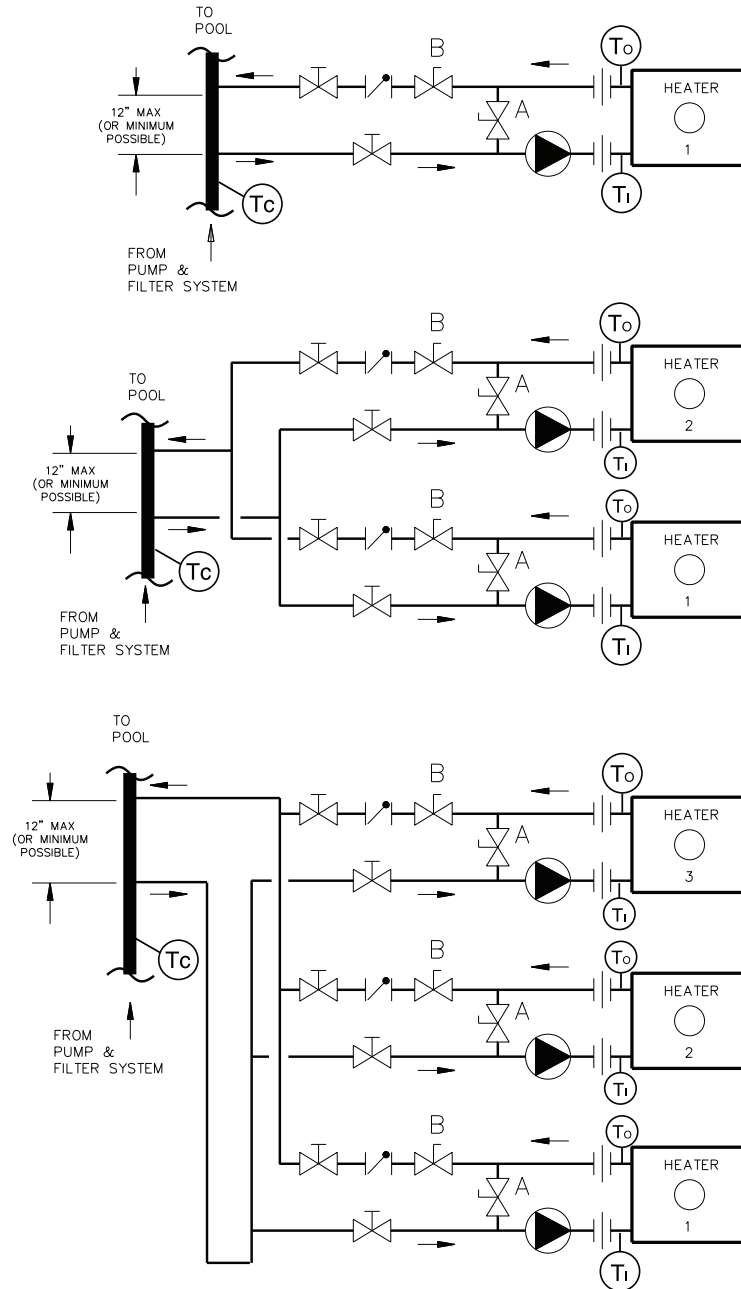 TO
POOL
B
To
12" MAX
(OR MINIMUM
POSSIBLE)
A
HEATER
1
Tc
TI
FROM
PUMP &
FILTER SYSTEM
B
To
TO
POOL
A
HEATER
2
TI
12" MAX
(OR MINIMUM
POSSIBLE)
B
To
Tc
A
HEATER
1
FROM
PUMP &
FILTER SYSTEM
TI
TO
POOL
B
To
12" MAX
(OR MINIMUM
POSSIBLE)
A
HEATER
3
TI
Tc
B
To
A
HEATER
2
FROM
PUMP &
FILTER SYSTEM
TI
B
To
A
HEATER
1
TI